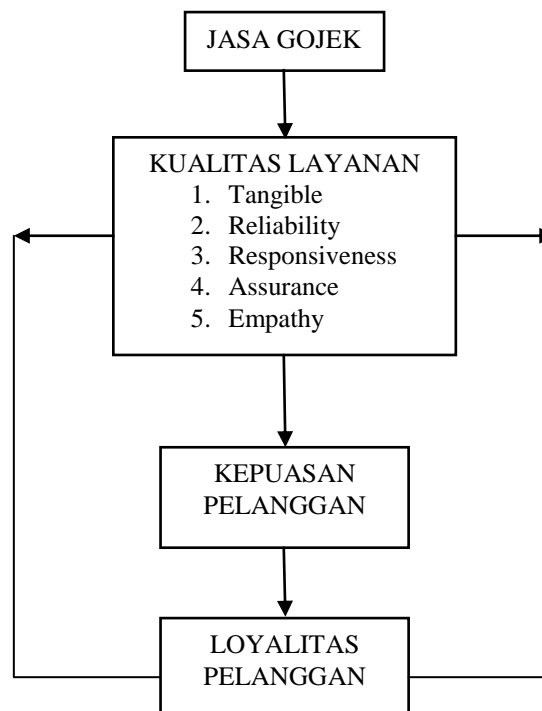 JASA GOJEK
KUALITAS LAYANAN
1. Tangible
2. Reliability
3. Responsiveness
4. Assurance
5. Empathy
KEPUASAN
PELANGGAN
LOYALITAS
PELANGGAN